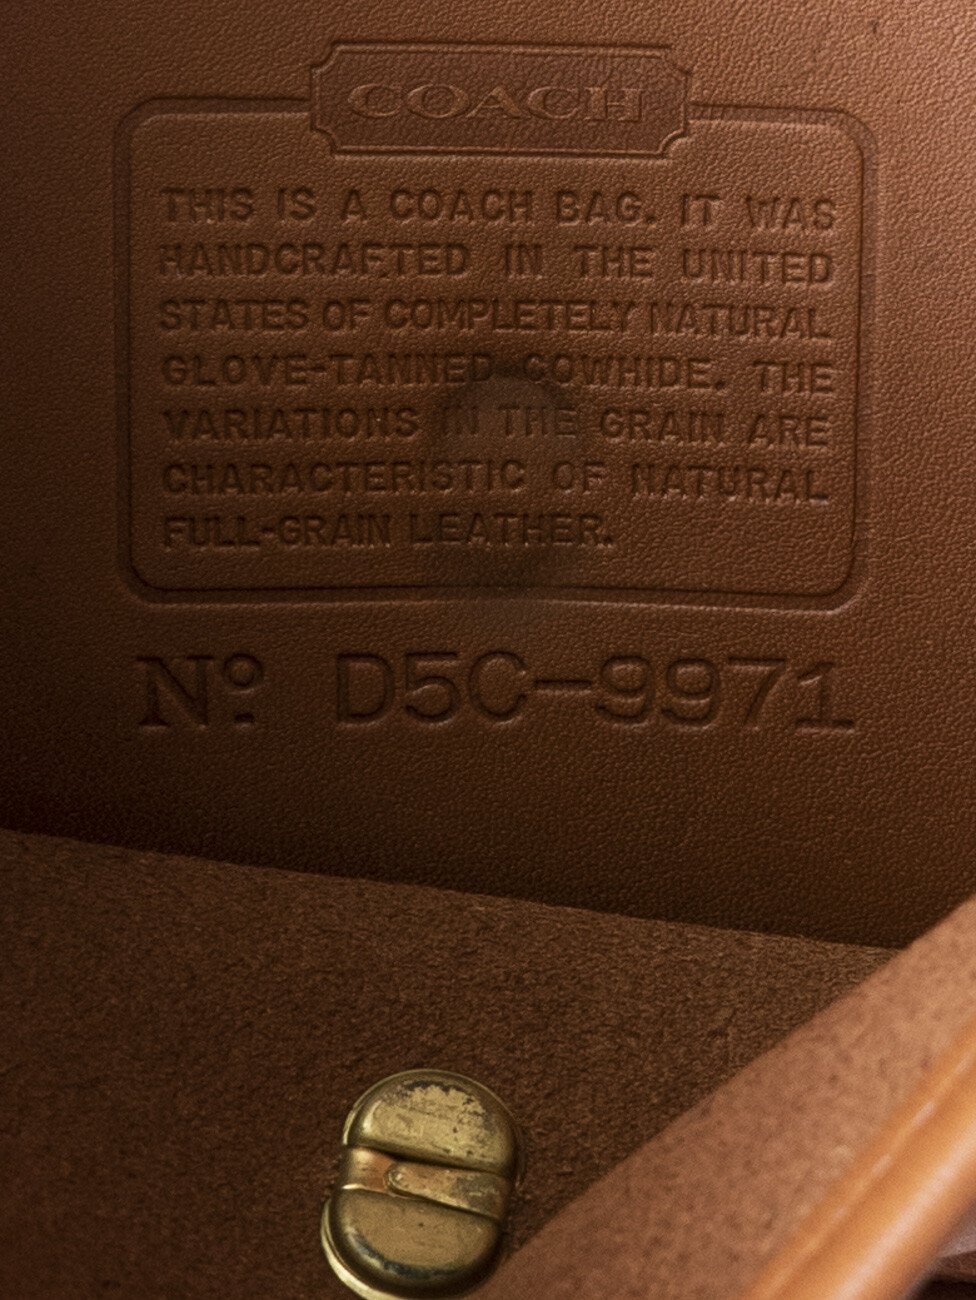 COACH
THIS IS A COACH BAG. IT WAS
HANDCRAFTED IN THE UNITED
STATES OF COMPLETELY NATURAL
GLOVE-TANNED COWHIDE. THE
VARIATIONS IN THE GRAIN ARE
CHARACTERISTIC OF NATURAL
FULL-GRAIN LEATHER.
Nº D5C-9971